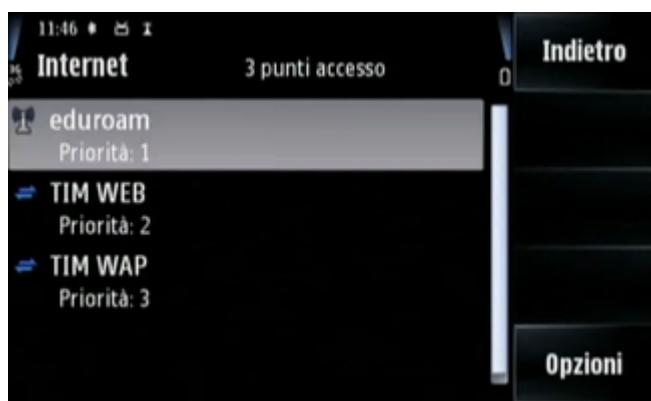 11:46
Internet
3 punti accesso
Indietro
eduroam
Priorità: 1
TIM WEB
Priorità: 2
TIM WAP
Priorità: 3
Opzioni